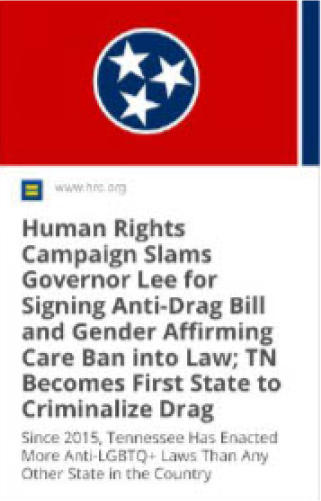 www.hrc.org
Human Rights
Campaign Slams
Governor Lee for
Signing Anti-Drag Bill
and Gender Affirming
Care Ban into Law; TN
Becomes First State to
Criminalize Drag
Since 2015, Tennessee Has Enacted
More Anti-LGBTQ+ Laws Than Any
Other State in the Country